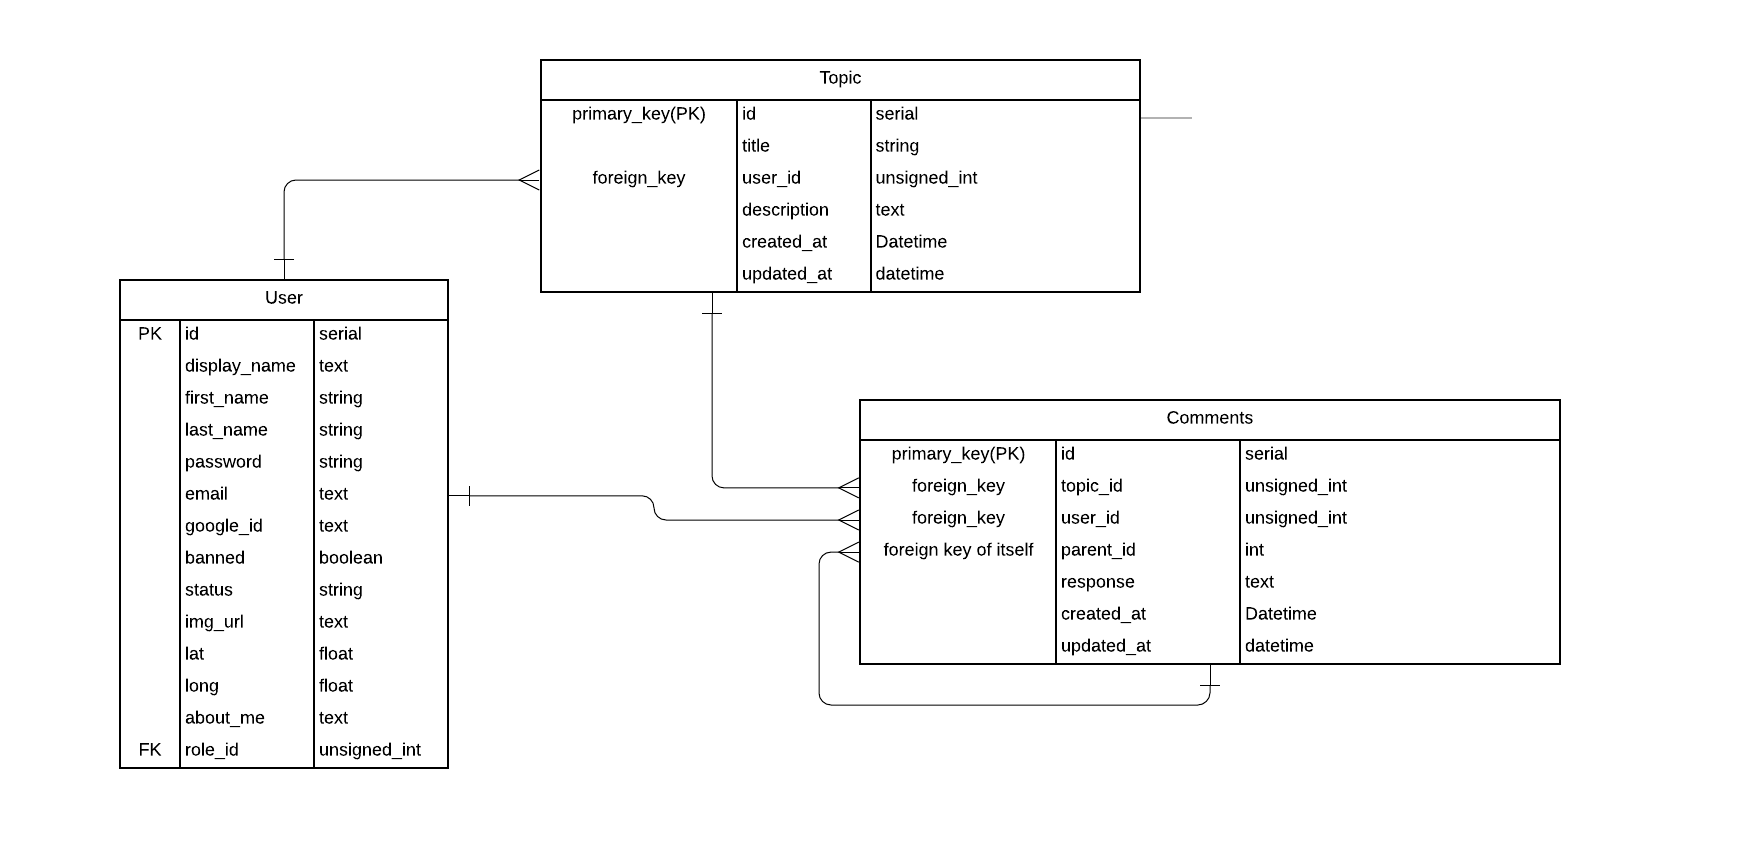 Topic
primary_key(PK) id serial
title string
foreign_key user_id unsigned_int
description text
created_at Datetime
updated_at datetime
User
PK id serial
display_name text
first_name string
last_name string
password string
email text
google_id text
banned boolean
status string
img_url text
lat float
long float
about_me text
FK role_id unsigned_int
Comments
primary_key(PK) id serial
foreign_key topic_id unsigned_int
foreign_key user_id unsigned_int
foreign key of itself parent_id int
response text
created_at Datetime
updated_at datetime